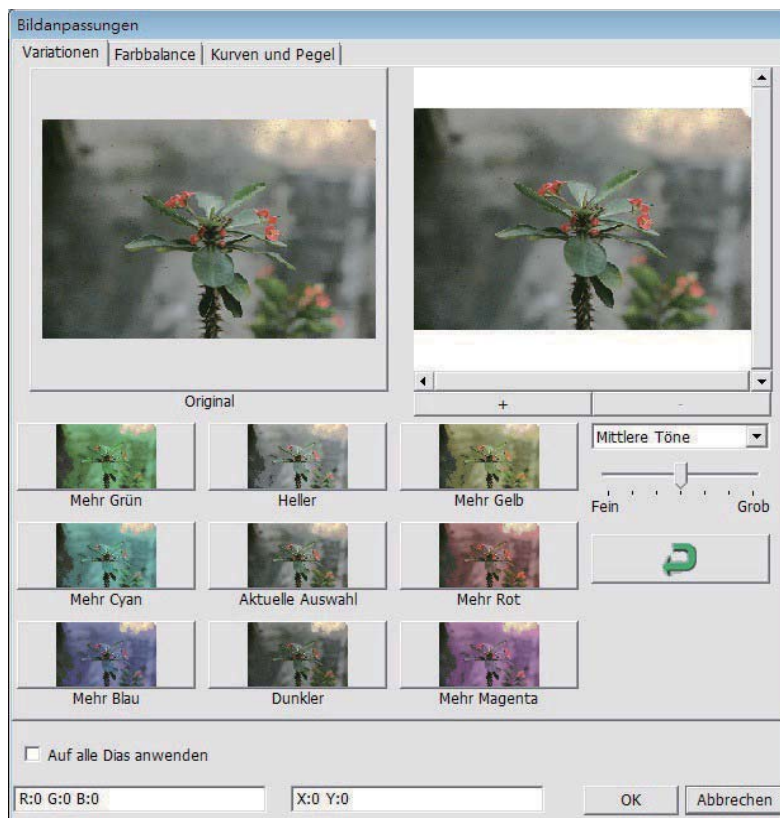 Bildanpassungen
Variationen Farbbalance Kurven und Pegel
Original
+ -
Mittlere Töne
Fein Grob
Mehr Grün Heller Mehr Gelb
Mehr Cyan Aktuelle Auswahl Mehr Rot
Mehr Blau Dunkler Mehr Magenta
Auf alle Dias anwenden
R:0 G:0 B:0 X:0 Y:0 OK Abbrechen